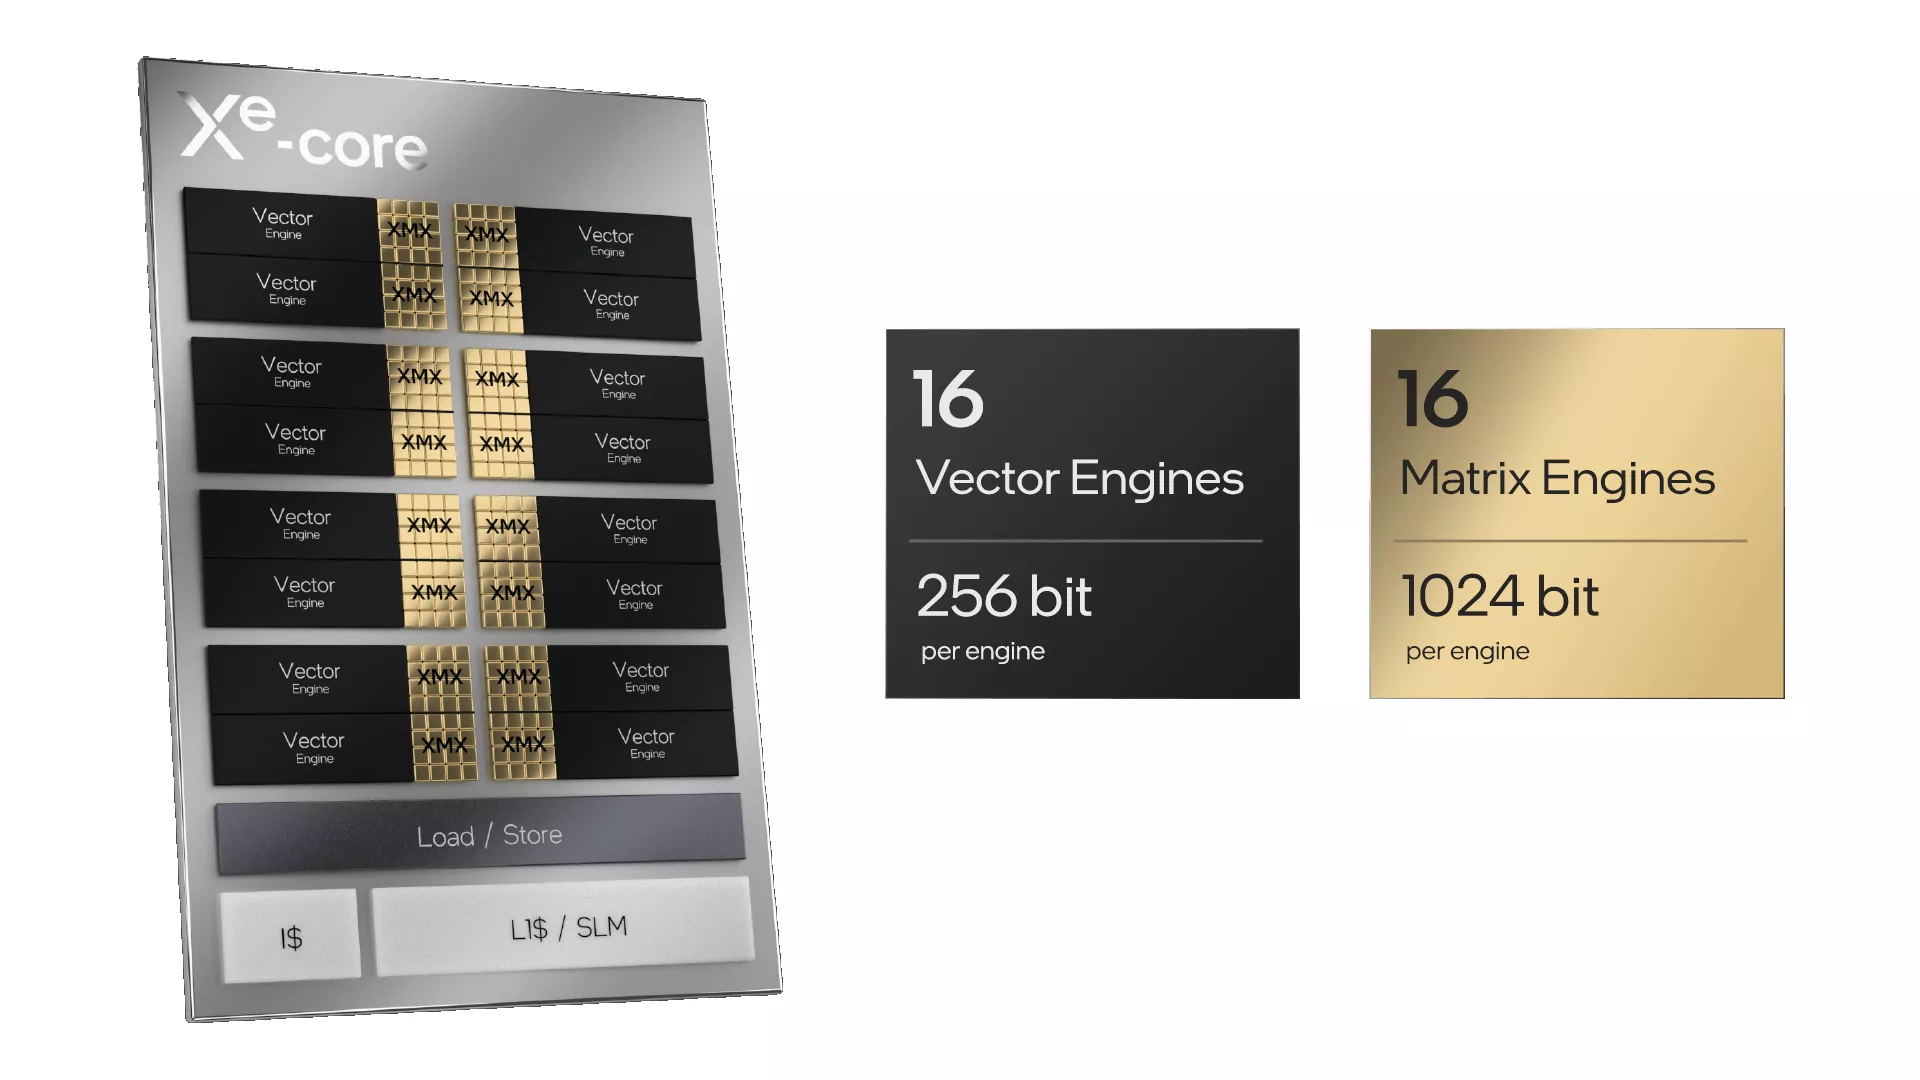 Xe-core
Vector
Engine
XMX
XMX
Vector
Engine
Vector
Engine
XMX
XMX
Vector
Engine
Vector
Engine
XMX
XMX
Vector
Engine
Vector
Engine
XMX
XMX
Vector
Engine
Vector
Engine
XMX
XMX
Vector
Engine
Vector
Engine
XMX
XMX
Vector
Engine
Vector
Engine
XMX
XMX
Vector
Engine
Vector
Engine
XMX
XMX
Vector
Engine
Load / Store
I$
L1$ / SLM
16
Vector Engines
256 bit
per engine
16
Matrix Engines
1024 bit
per engine